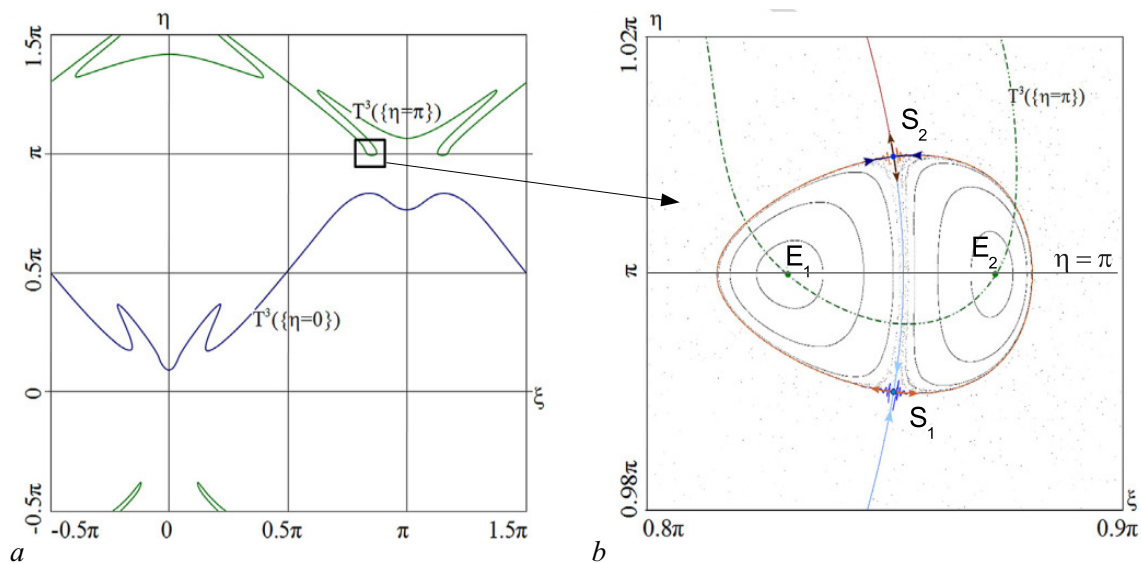 η
1.5π
T³({η=π})
π
0.5π
T³({η=0})
0
ξ
-0.5π
-0.5π
0
0.5π
π
1.5π
a
η
1.02π
T³({η=π})
S₂
E₁
E₂
π
η = π
S₁
0.98π
ξ
0.8π
0.9π
b